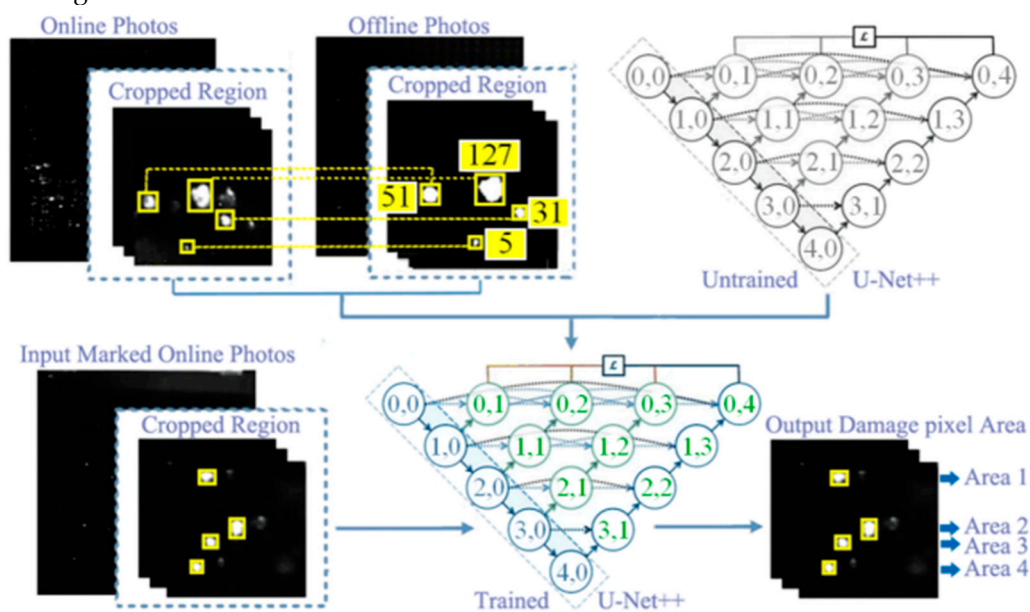 Online Photos
Offline Photos
Cropped Region
Cropped Region
127
51
31
5
ℒ
0,0
0,1
0,2
0,3
0,4
1,0
1,1
1,2
1,3
2,0
2,1
2,2
3,0
3,1
4,0
Untrained U-Net++
Input Marked Online Photos
Cropped Region
ℒ
0,0
0,1
0,2
0,3
0,4
1,0
1,1
1,2
1,3
2,0
2,1
2,2
3,0
3,1
4,0
Trained U-Net++
Output Damage pixel Area
Area 1
Area 2
Area 3
Area 4